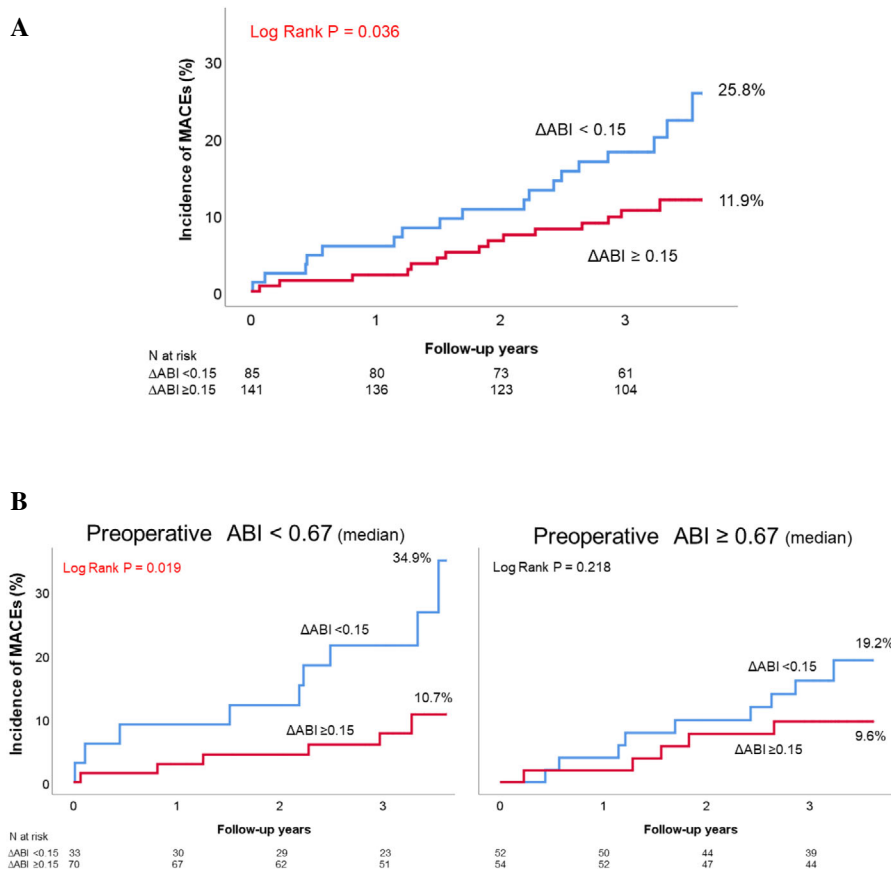 A
Log Rank P = 0.036
30
20
10
0
Incidence of MACEs (%)
25.8%
ΔABI < 0.15
11.9%
ΔABI ≥ 0.15
0 1 2 3
Follow-up years
N at risk
ΔABI <0.15 85 80 73 61
ΔABI ≥0.15 141 136 123 104
B
Preoperative ABI < 0.67 (median)
Log Rank P = 0.019
34.9%
30
20
10
0
Incidence of MACEs (%)
ΔABI <0.15
10.7%
ΔABI ≥0.15
0 1 2 3
Follow-up years
Preoperative ABI ≥ 0.67 (median)
Log Rank P = 0.218
19.2%
ΔABI <0.15
ΔABI ≥0.15
9.6%
0 1 2 3
Follow-up years
N at risk
ΔABI <0.15 33 30 29 23 52 50 44 39
ΔABI ≥0.15 70 67 62 51 54 52 47 44